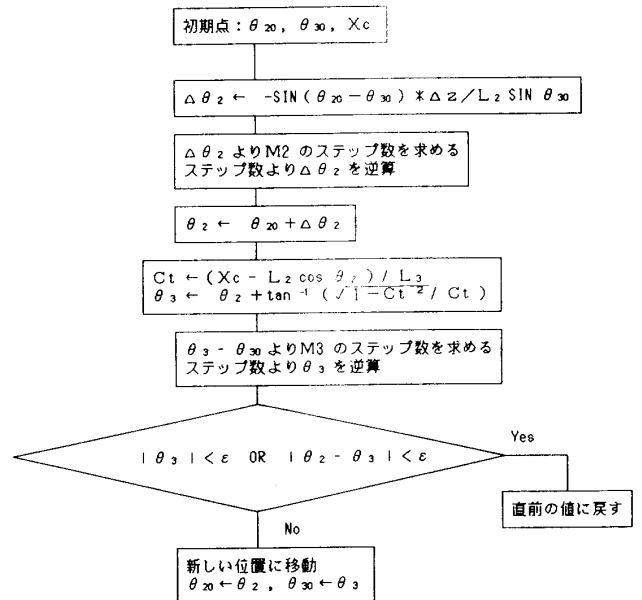 初期点：θ₂₀, θ₃₀, Xc
△θ₂ ← -SIN(θ₂₀-θ₃₀)*△z/L₂ SIN θ₃₀
△θ₂ よりM2 のステップ数を求める
ステップ数より△θ₂ を逆算
θ₂ ← θ₂₀+△θ₂
Ct ← (Xc - L₂ cos θ₂) / L₃
θ₃ ← θ₂ + tan⁻¹ (√1-Ct² / Ct)
θ₃ - θ₃₀ よりM3 のステップ数を求める
ステップ数よりθ₃ を逆算
|θ₃|<ε OR |θ₂-θ₃|<ε
Yes
直前の値に戻す
No
新しい位置に移動
θ₂₀←θ₂, θ₃₀←θ₃